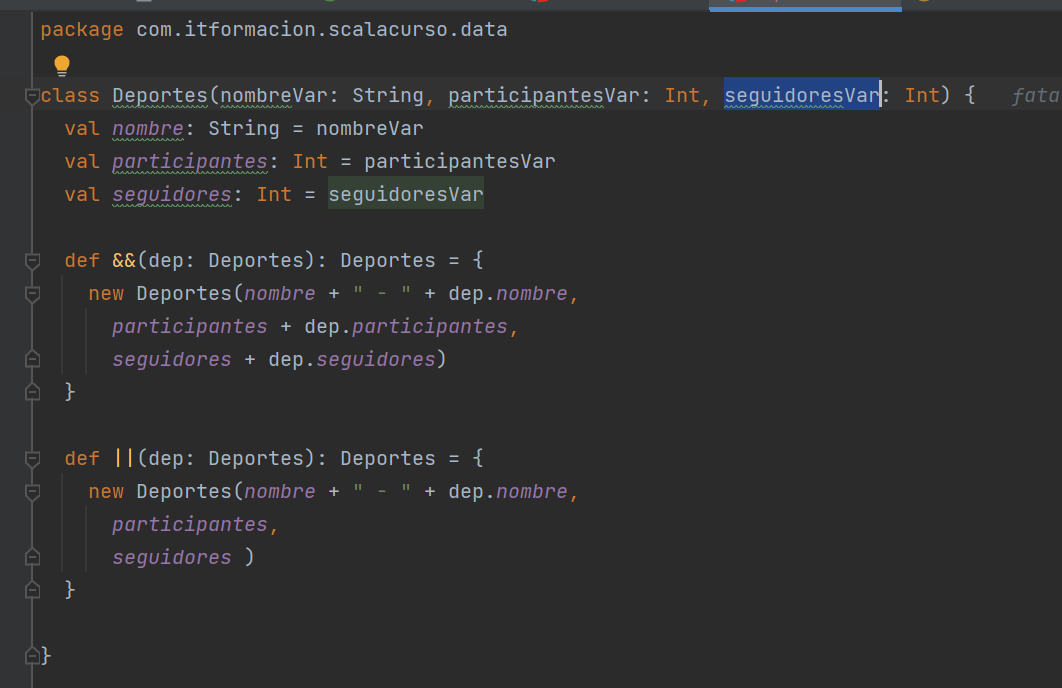 package com.itformacion.scalacurso.data
class Deportes(nombreVar: String, participantesVar: Int, seguidoresVar: Int) {
val nombre: String = nombreVar
val participantes: Int = participantesVar
val seguidores: Int = seguidoresVar
def &&(dep: Deportes): Deportes = {
new Deportes(nombre + " - " + dep.nombre,
participantes + dep.participantes,
seguidores + dep.seguidores)
}
def ||(dep: Deportes): Deportes = {
new Deportes(nombre + " - " + dep.nombre,
participantes,
seguidores )
}
}